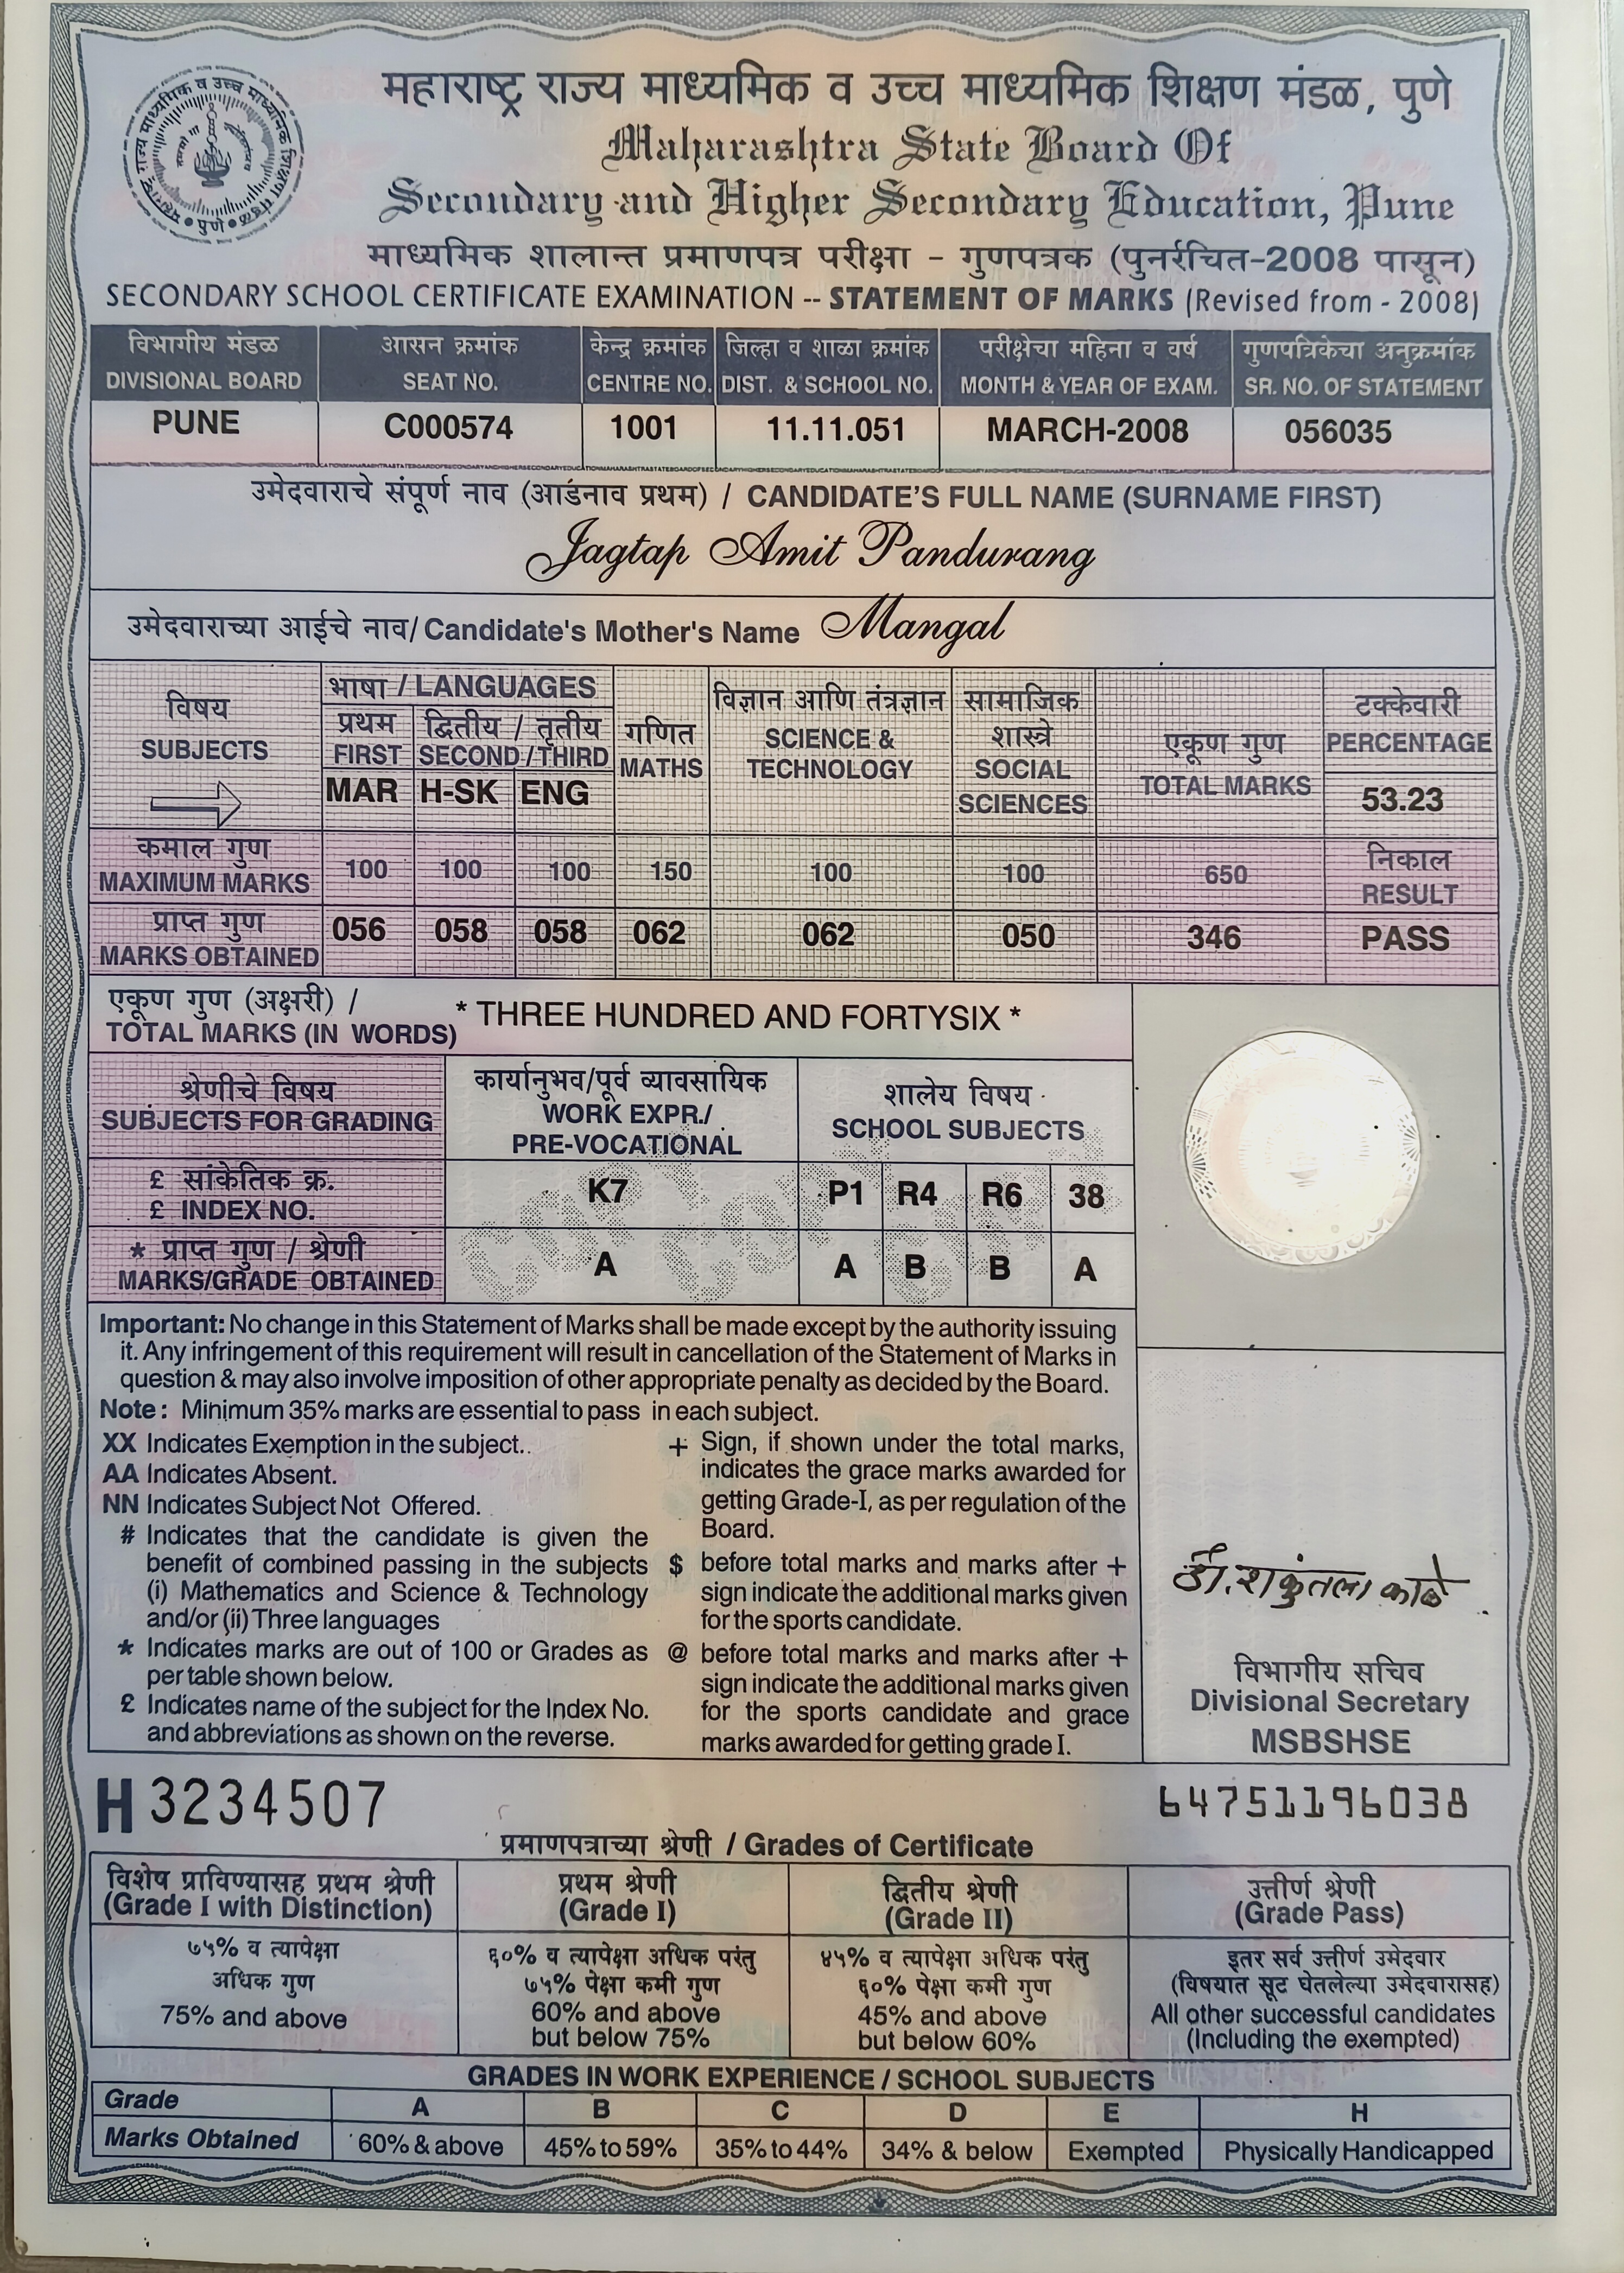 महाराष्ट्र राज्य माध्यमिक व उच्च माध्यमिक शिक्षण मंडळ, पुणे
Maharashtra State Board Of
Secondary and Higher Secondary Education, Pune
माध्यमिक शालान्त प्रमाणपत्र परीक्षा - गुणपत्रक (पुनर्रचित-2008 पासून)
SECONDARY SCHOOL CERTIFICATE EXAMINATION -- STATEMENT OF MARKS (Revised from - 2008)
विभागीय मंडळ आसन क्रमांक केन्द्र क्रमांक जिल्हा व शाळा क्रमांक परीक्षेचा महिना व वर्ष गुणपत्रिकेचा अनुक्रमांक
DIVISIONAL BOARD SEAT NO. CENTRE NO. DIST. & SCHOOL NO. MONTH & YEAR OF EXAM. SR. NO. OF STATEMENT
PUNE C000574 1001 11.11.051 MARCH-2008 056035
उमेदवाराचे संपूर्ण नाव (आडनाव प्रथम) / CANDIDATE'S FULL NAME (SURNAME FIRST)
Jagtap Amit Pandurang
उमेदवाराच्या आईचे नाव/ Candidate's Mother's Name Mangal
विषय
SUBJECTS
भाषा / LANGUAGES
प्रथम द्वितीय / तृतीय
FIRST SECOND / THIRD
MAR H-SK ENG
गणित
MATHS
विज्ञान आणि तंत्रज्ञान
SCIENCE &
TECHNOLOGY
सामाजिक
शास्त्रे
SOCIAL
SCIENCES
एकूण गुण
TOTAL MARKS
टक्केवारी
PERCENTAGE
53.23
कमाल गुण
MAXIMUM MARKS 100 100 100 150 100 100 650
निकाल
RESULT
प्राप्त गुण
MARKS OBTAINED 056 058 058 062 062 050 346 PASS
एकूण गुण (अक्षरी) /
TOTAL MARKS (IN WORDS) * THREE HUNDRED AND FORTYSIX *
श्रेणीचे विषय
SUBJECTS FOR GRADING
कार्यानुभव/पूर्व व्यावसायिक
WORK EXPR./
PRE-VOCATIONAL
शालेय विषय
SCHOOL SUBJECTS
£ सांकेतिक क्र.
£ INDEX NO. K7 P1 R4 R6 38
* प्राप्त गुण / श्रेणी
MARKS/GRADE OBTAINED A A B B A
Important: No change in this Statement of Marks shall be made except by the authority issuing
it. Any infringement of this requirement will result in cancellation of the Statement of Marks in
question & may also involve imposition of other appropriate penalty as decided by the Board.
Note : Minimum 35% marks are essential to pass in each subject.
XX Indicates Exemption in the subject.
AA Indicates Absent.
NN Indicates Subject Not Offered.
# Indicates that the candidate is given the
benefit of combined passing in the subjects
(i) Mathematics and Science & Technology
and/or (ii) Three languages
* Indicates marks are out of 100 or Grades as
per table shown below.
£ Indicates name of the subject for the Index No.
and abbreviations as shown on the reverse.
+ Sign, if shown under the total marks,
indicates the grace marks awarded for
getting Grade-I, as per regulation of the
Board.
$ before total marks and marks after +
sign indicate the additional marks given
for the sports candidate.
@ before total marks and marks after +
sign indicate the additional marks given
for the sports candidate and grace
marks awarded for getting grade I.
डॉ. शकुंतला काळे
विभागीय सचिव
Divisional Secretary
MSBSHSE
H 3234507 64751196038
प्रमाणपत्राच्या श्रेणी / Grades of Certificate
विशेष प्राविण्यासह प्रथम श्रेणी
(Grade I with Distinction)
प्रथम श्रेणी
(Grade I)
द्वितीय श्रेणी
(Grade II)
उत्तीर्ण श्रेणी
(Grade Pass)
७५% व त्यापेक्षा
अधिक गुण
75% and above
६०% व त्यापेक्षा अधिक परंतु
७५% पेक्षा कमी गुण
60% and above
but below 75%
४५% व त्यापेक्षा अधिक परंतु
६०% पेक्षा कमी गुण
45% and above
but below 60%
इतर सर्व उत्तीर्ण उमेदवार
(विषयात सूट घेतलेल्या उमेदवारासह)
All other successful candidates
(Including the exempted)
GRADES IN WORK EXPERIENCE / SCHOOL SUBJECTS
Grade A B C D E H
Marks Obtained 60% & above 45% to 59% 35% to 44% 34% & below Exempted Physically Handicapped